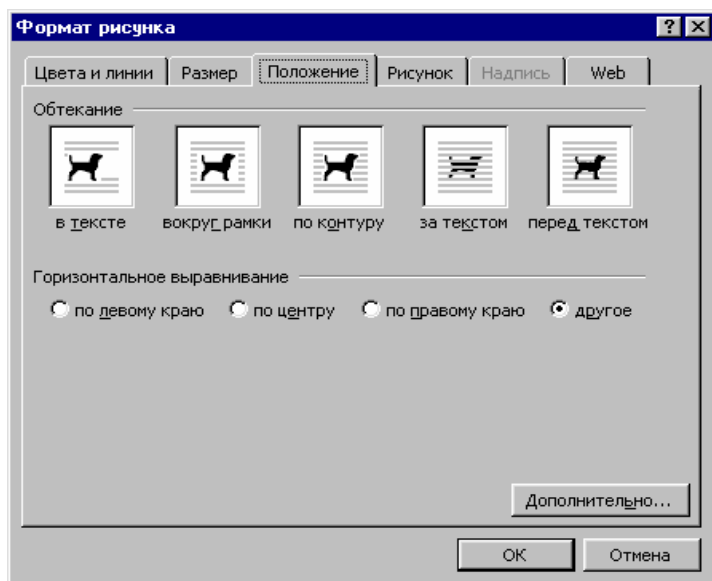 Формат рисунка
Цвета и линии Размер Положение Рисунок Надпись Web
Обтекание
в тексте вокруг рамки по контуру за текстом перед текстом
Горизонтальное выравнивание
по левому краю по центру по правому краю другое
Дополнительно...
ОК Отмена